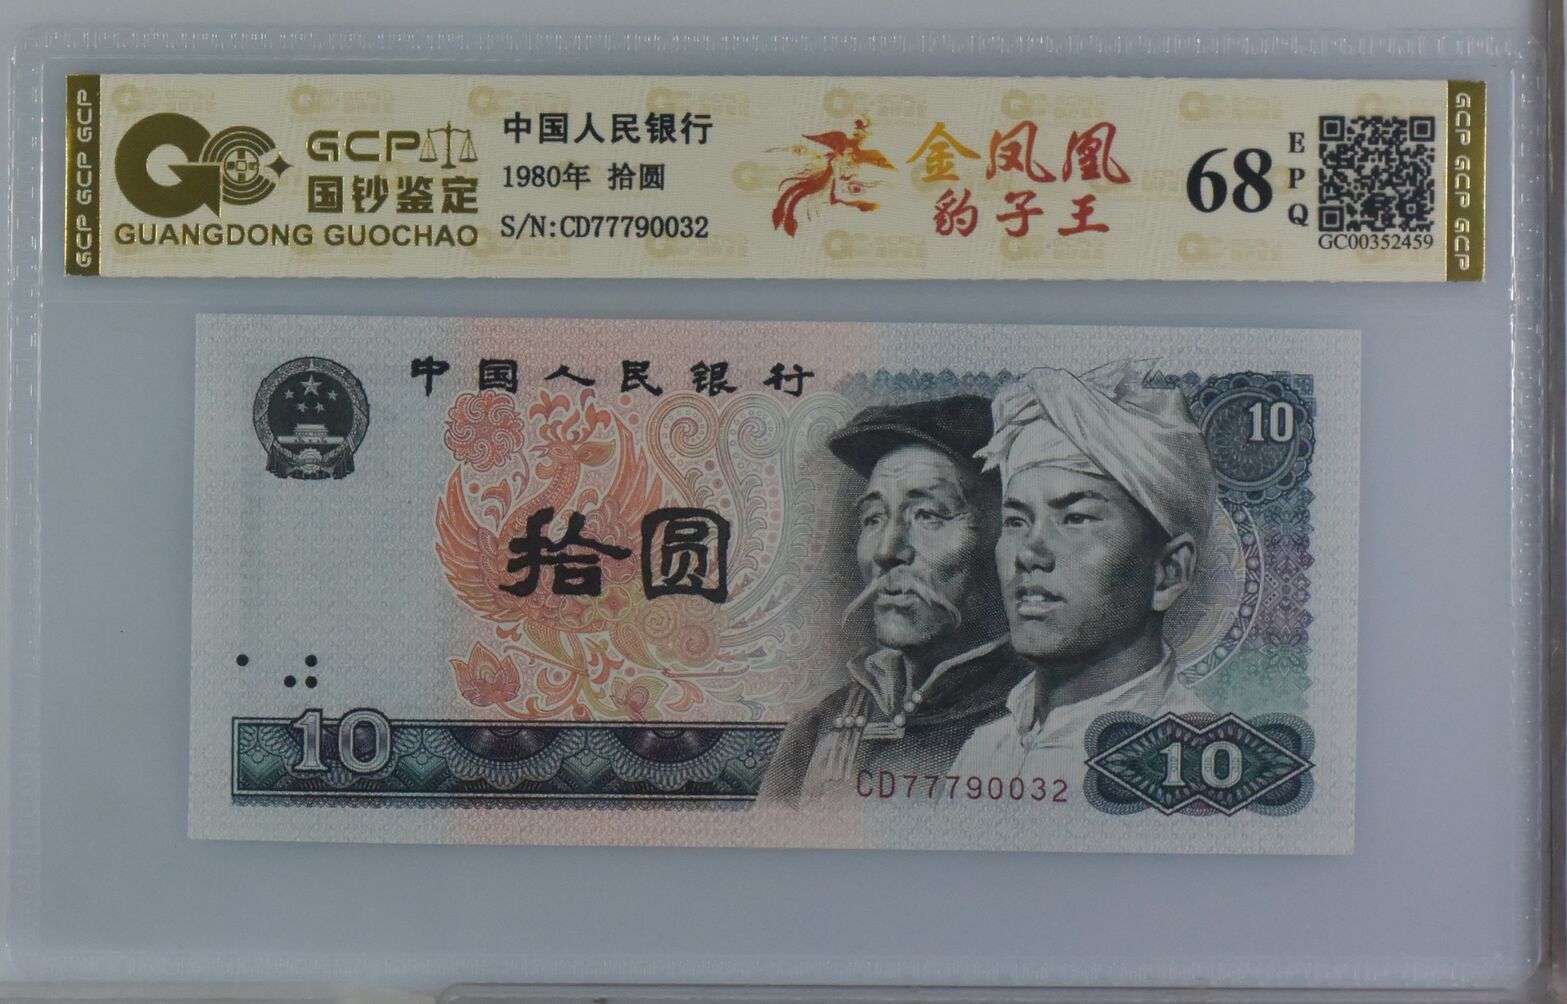 GCP GCP GCP
GCP
国钞鉴定
GUANGDONG GUOCHAO
中国人民银行
1980年 拾圆
S/N:CD77790032
金凤凰
豹子王
68
EPQ
GC00352459
GCP GCP GCP
中国人民银行
10
拾圆
10
CD77790032
10